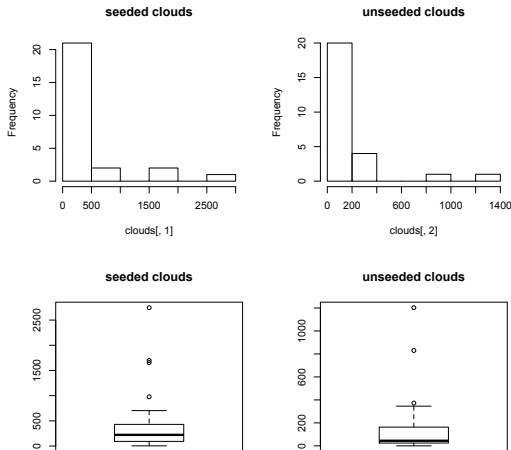 seeded clouds
Frequency
20
15
10
5
0
0 500 1500 2500
clouds[, 1]
unseeded clouds
Frequency
20
15
10
5
0
0 200 600 1000 1400
clouds[, 2]
seeded clouds
2500
1500
500
0
unseeded clouds
1000
600
200
0